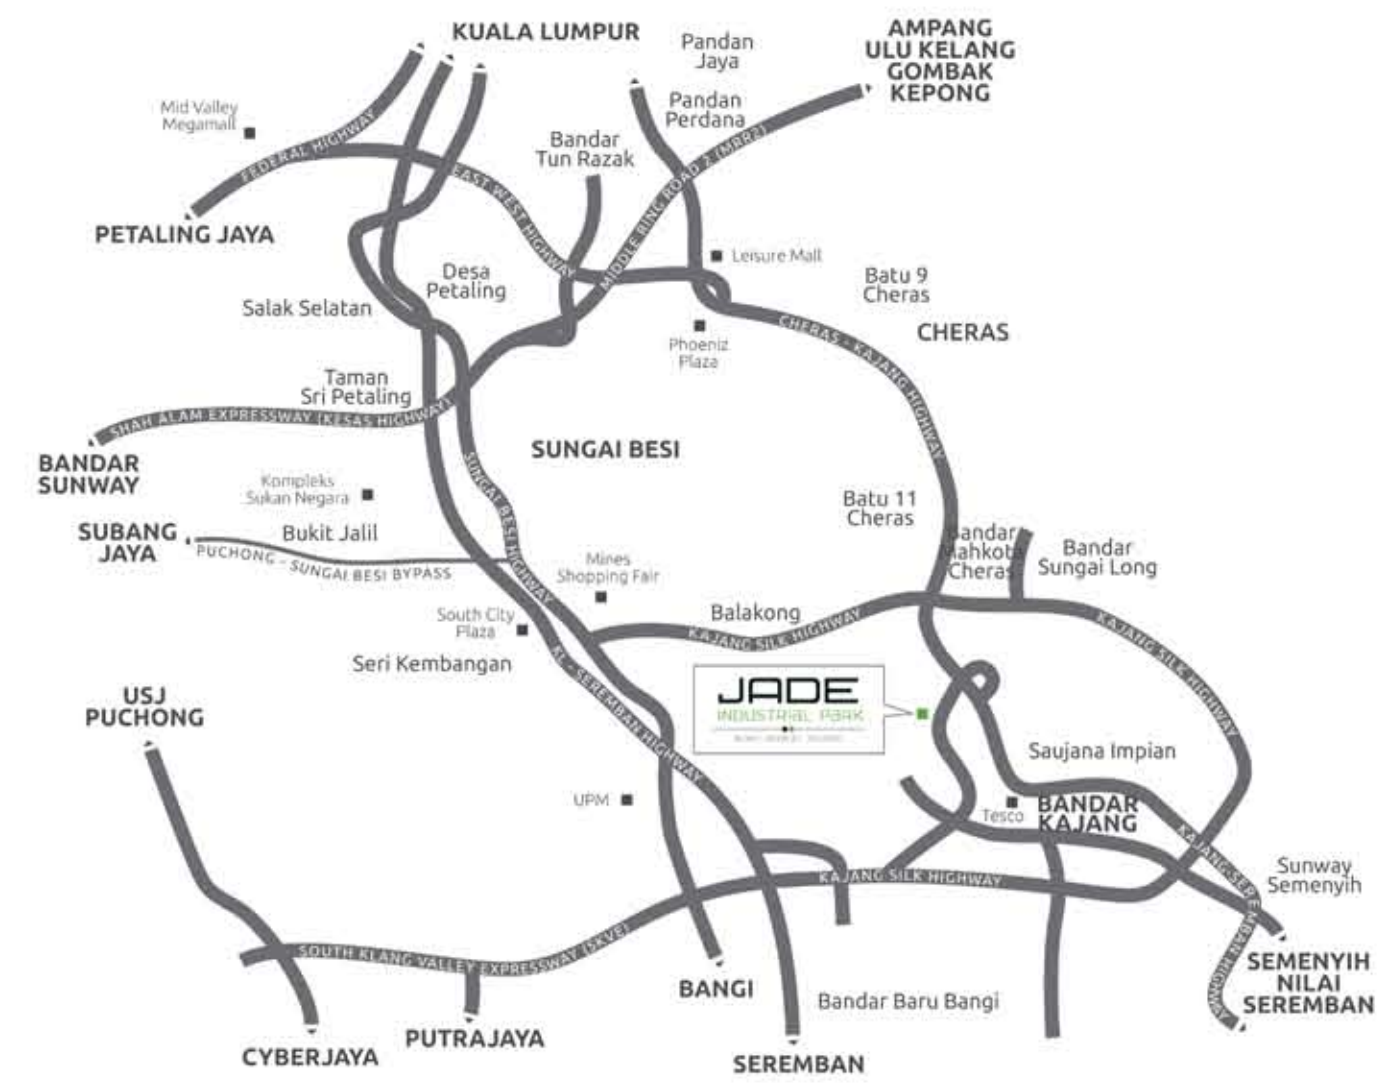 KUALA LUMPUR
Pandan
Jaya
AMPANG
ULU KELANG
GOMBAK
KEPONG
Mid Valley
Megamall
FEDERAL HIGHWAY
Pandan
Perdana
Bandar
Tun Razak
EAST WEST HIGHWAY
MIDDLE RING ROAD 2 (MRR2)
PETALING JAYA
Leisure Mall
Desa
Petaling
Batu 9
Cheras
Salak Selatan
CHERAS
CHERAS - KAJANG HIGHWAY
Phoeniz
Plaza
Taman
Sri Petaling
SHAH ALAM EXPRESSWAY (KESAS HIGHWAY)
BANDAR
SUNWAY
SUNGAI BESI
SUNGAI BESI HIGHWAY
Kompleks
Sukan Negara
Batu 11
Cheras
SUBANG
JAYA
Bukit Jalil
PUCHONG - SUNGAI BESI BYPASS
Bandar
Mahkota
Cheras
Bandar
Sungai Long
Mines
Shopping Fair
South City
Plaza
Balakong
KAJANG SILK HIGHWAY
KAJANG SILK HIGHWAY
Seri Kembangan
KL - SEREMBAN HIGHWAY
JADE
INDUSTRIAL PARK
USJ
PUCHONG
Saujana Impian
UPM
Tesco
BANDAR
KAJANG
KAJANG SILK HIGHWAY
KAJANG-SEREMBAN HIGHWAY
Sunway
Semenyih
SOUTH KLANG VALLEY EXPRESSWAY (SKVE)
SEMENYIH
NILAI
SEREMBAN
BANGI
Bandar Baru Bangi
PUTRAJAYA
CYBERJAYA
SEREMBAN